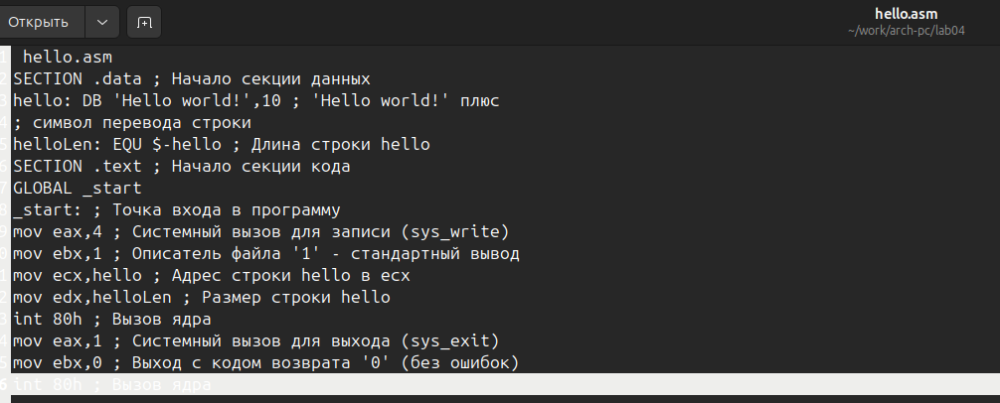 Открыть
hello.asm
~/work/arch-pc/lab04
hello.asm
SECTION .data ; Начало секции данных
hello: DB 'Hello world!',10 ; 'Hello world!' плюс
; символ перевода строки
helloLen: EQU $-hello ; Длина строки hello
SECTION .text ; Начало секции кода
GLOBAL _start
_start: ; Точка входа в программу
mov eax,4 ; Системный вызов для записи (sys_write)
mov ebx,1 ; Описатель файла '1' - стандартный вывод
mov ecx,hello ; Адрес строки hello в ecx
mov edx,helloLen ; Размер строки hello
int 80h ; Вызов ядра
mov eax,1 ; Системный вызов для выхода (sys_exit)
mov ebx,0 ; Выход с кодом возврата '0' (без ошибок)
int 80h ; Вызов ядра